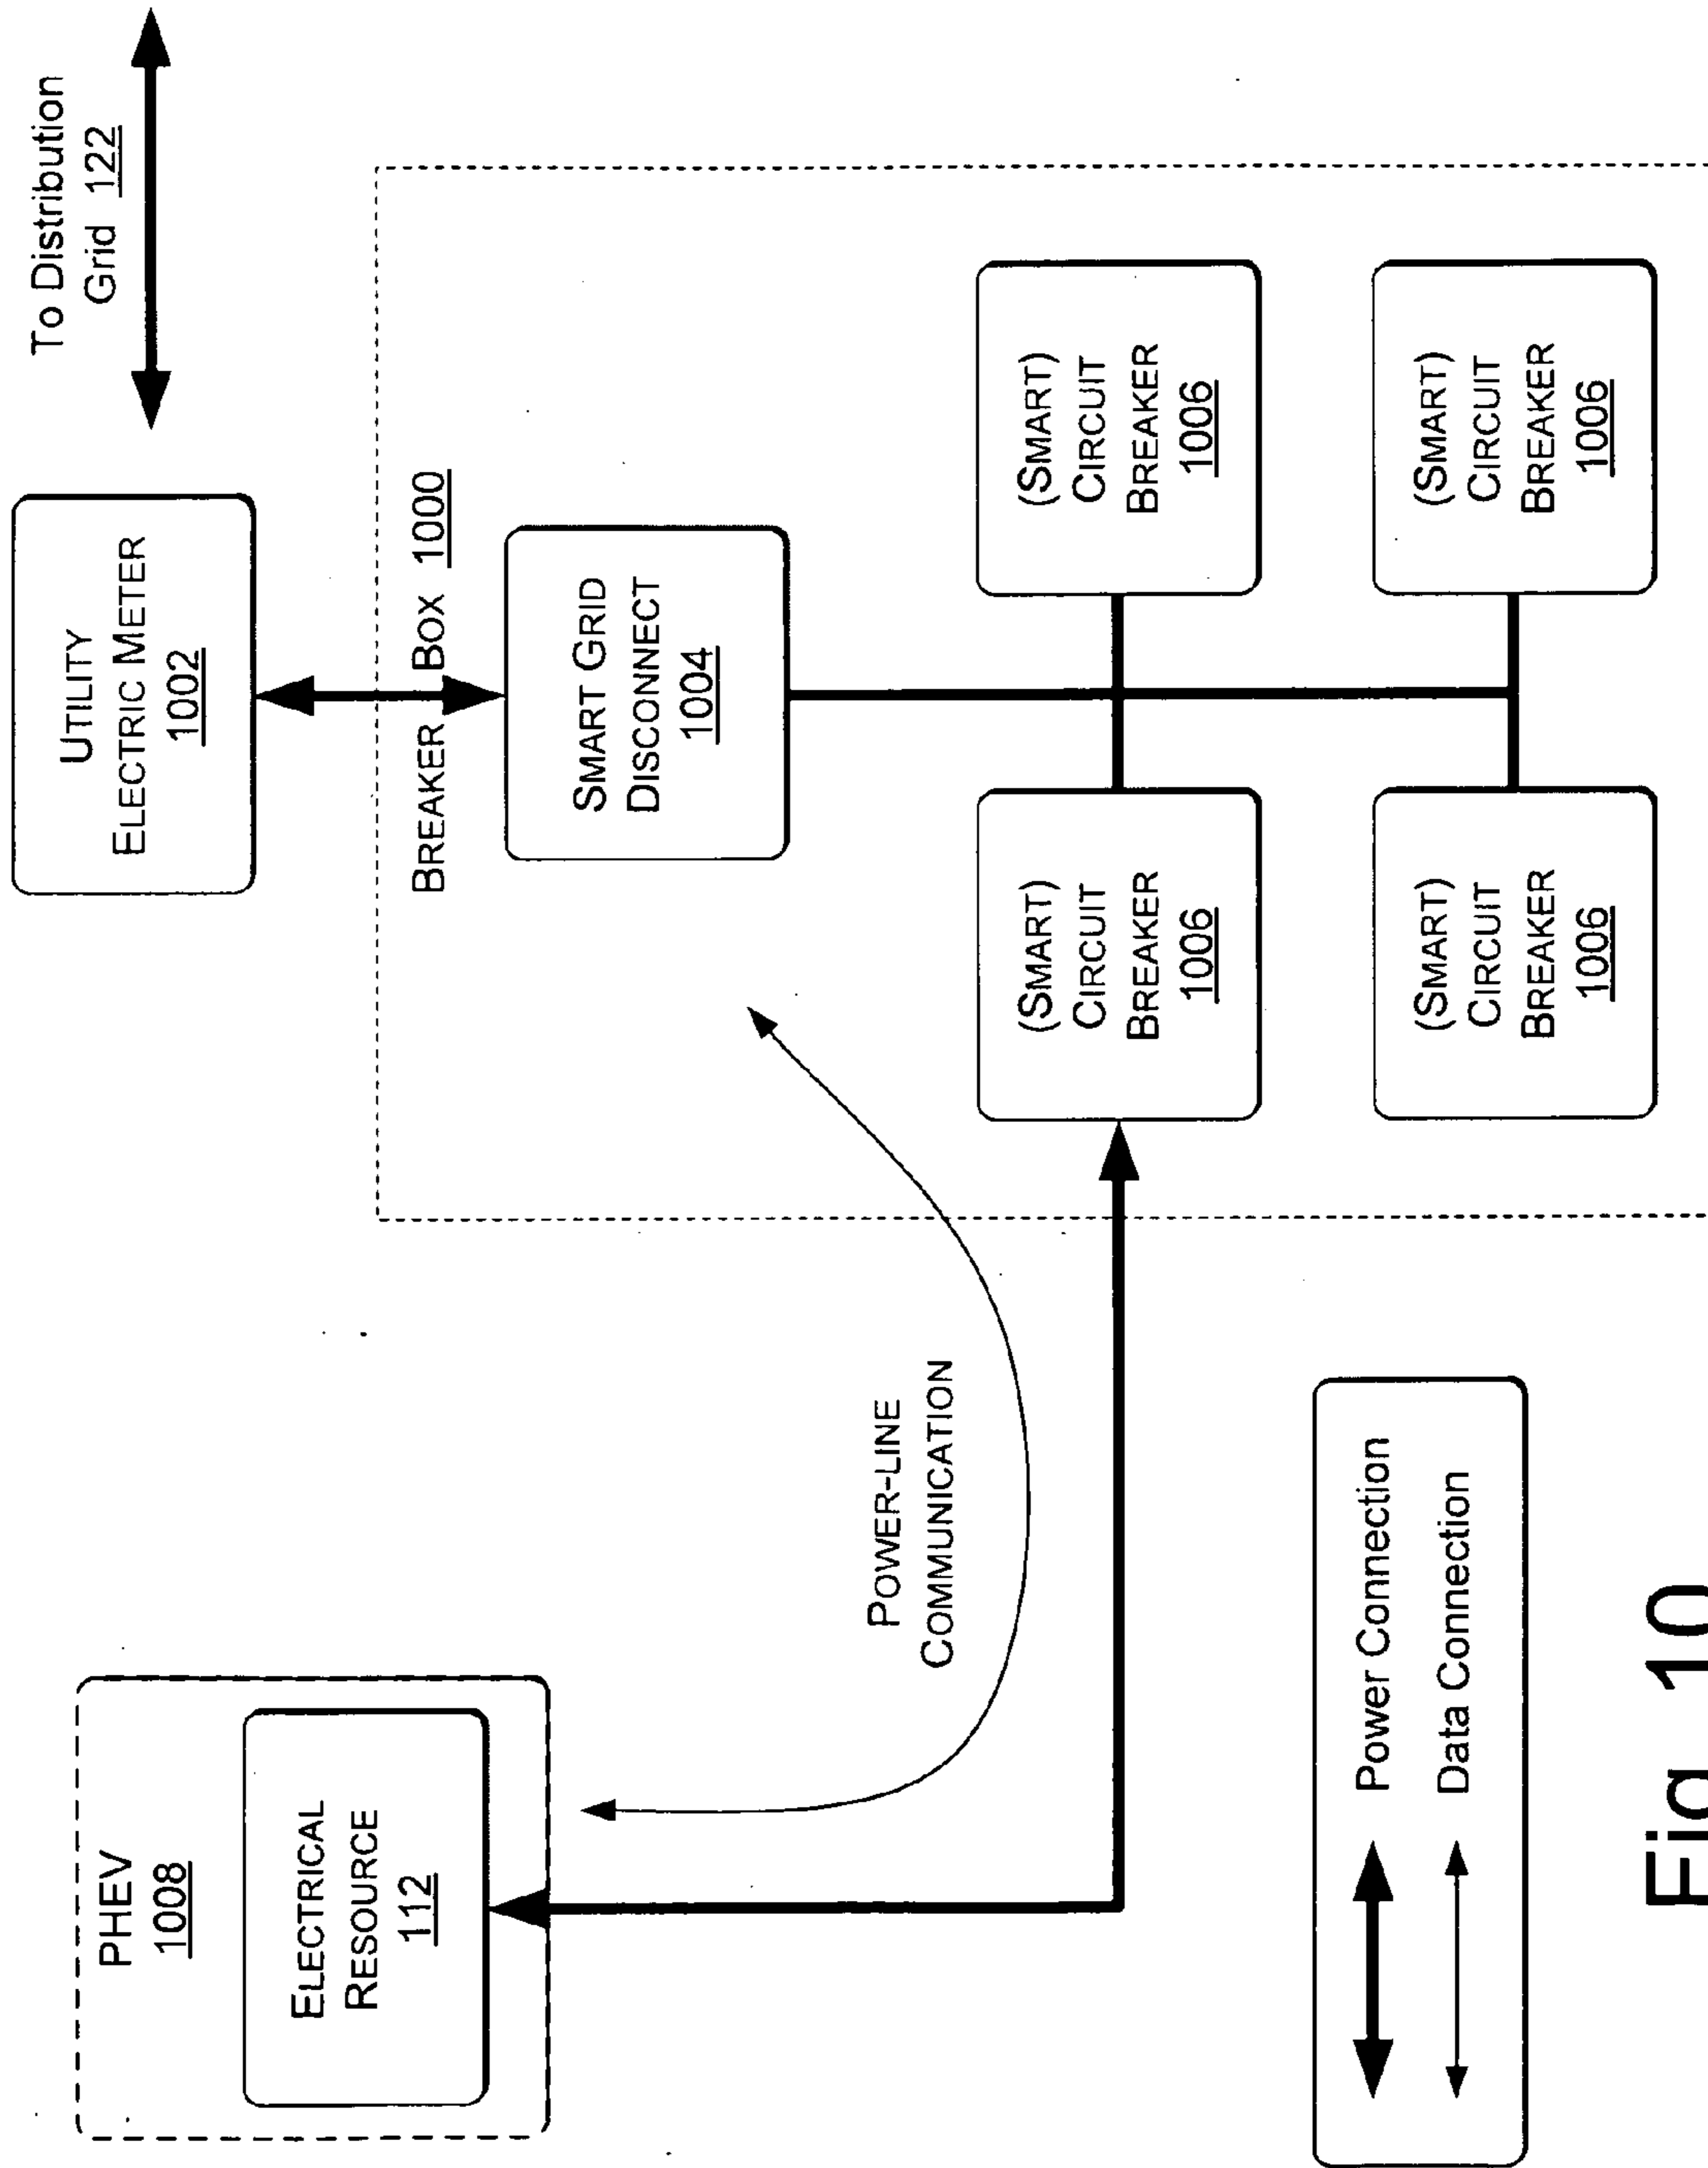 To Distribution
Grid 122
UTILITY
ELECTRIC METER
1002
BREAKER BOX 1000
SMART GRID
DISCONNECT
1004
PHEV
1008
ELECTRICAL
RESOURCE
112
POWER-LINE
COMMUNICATION
(SMART)
CIRCUIT
BREAKER
1006
(SMART)
CIRCUIT
BREAKER
1006
(SMART)
CIRCUIT
BREAKER
1006
(SMART)
CIRCUIT
BREAKER
1006
Power Connection
Data Connection
Fig. 10